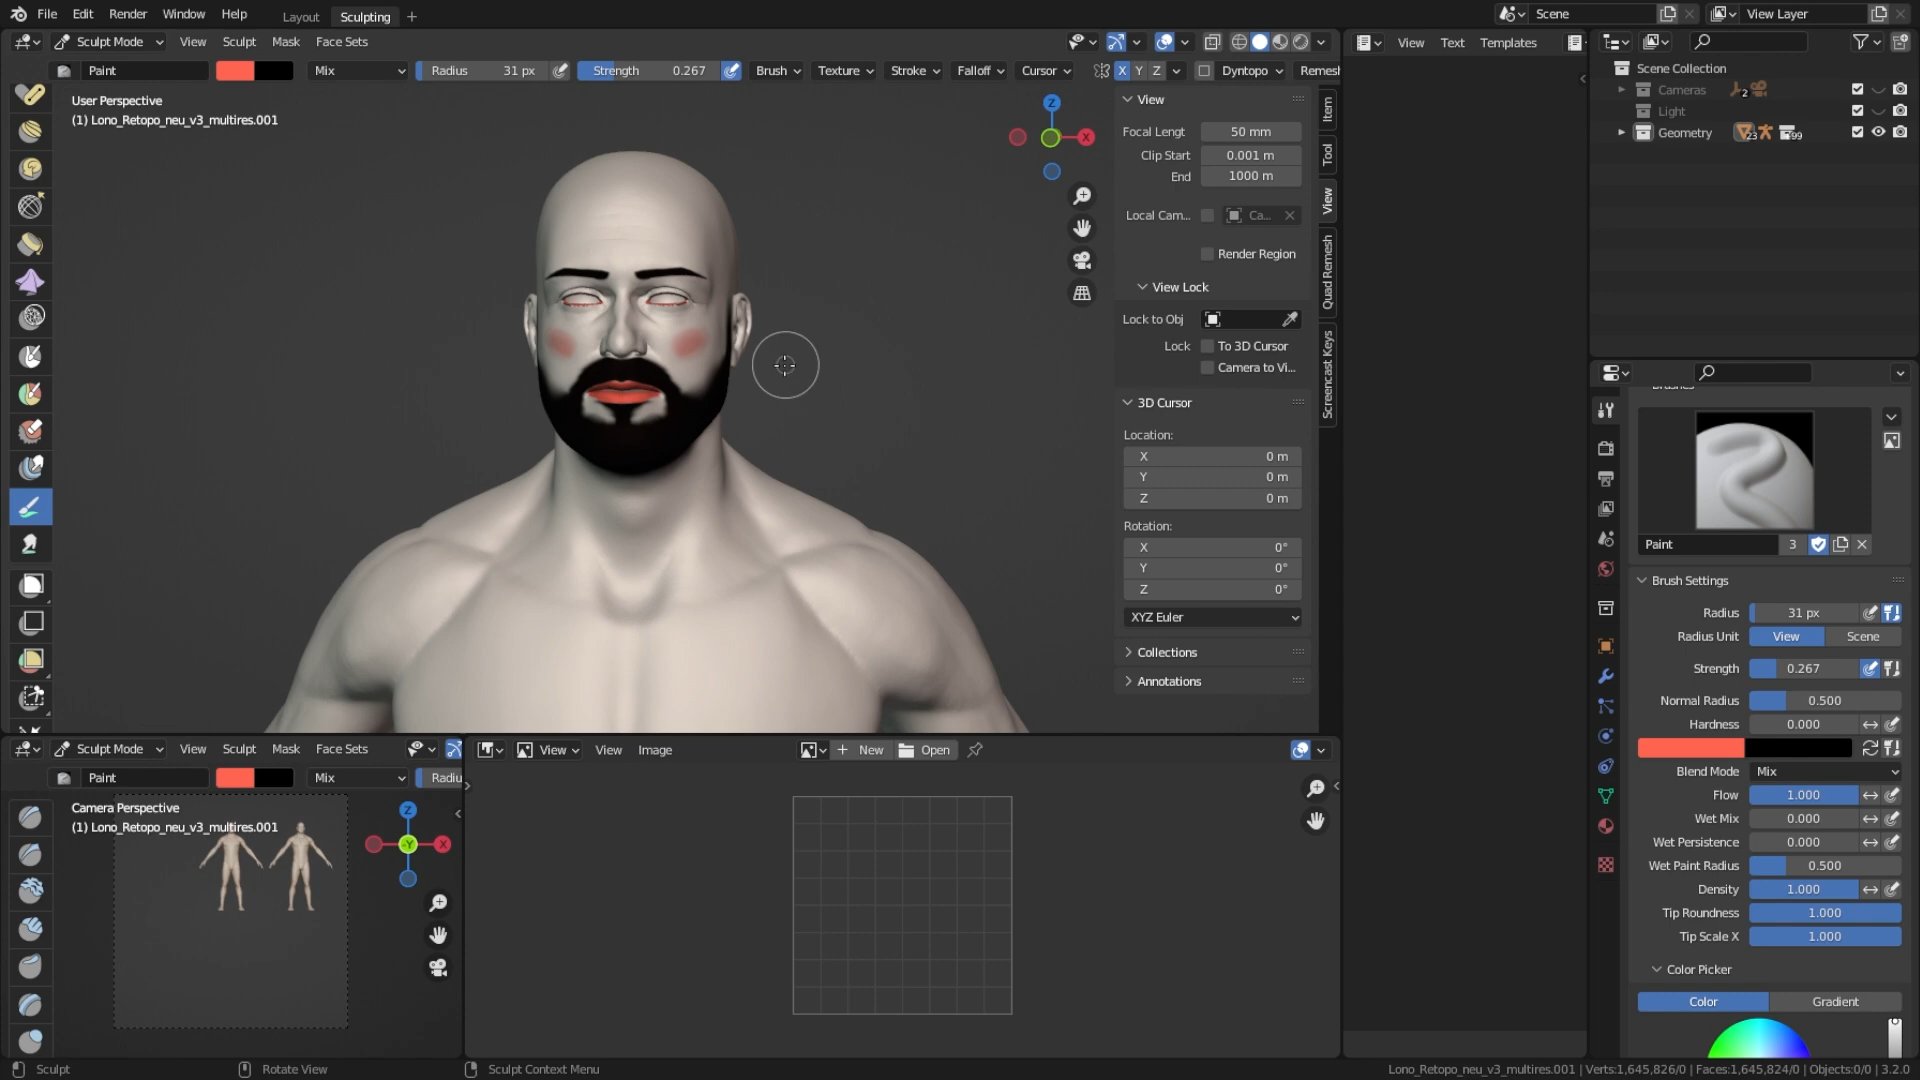 File Edit Render Window Help Layout Sculpting + Scene View Layer
Sculpt Mode View Sculpt Mask Face Sets
View Text Templates
Paint Mix Radius 31 px Strength 0.267 Brush Texture Stroke Falloff Cursor X Y Z Dyntopo Remesh
User Perspective
(1) Lono_Retopo_neu_v3_multires.001
Z
X
View
Focal Lengt 50 mm
Clip Start 0.001 m
End 1000 m
Local Cam... Ca...
Render Region
View Lock
Lock to Obj
Lock To 3D Cursor
Camera to Vi...
3D Cursor
Location:
X 0 m
Y 0 m
Z 0 m
Rotation:
X 0°
Y 0°
Z 0°
XYZ Euler
Collections
Annotations
Item
Tool
View
Quad Remesh
Screencast Keys
Scene Collection
Cameras 2
Light
Geometry 23 99
Paint 3
Brush Settings
Radius 31 px
Radius Unit View Scene
Strength 0.267
Normal Radius 0.500
Hardness 0.000
Blend Mode Mix
Flow 1.000
Wet Mix 0.000
Wet Persistence 0.000
Wet Paint Radius 0.500
Density 1.000
Tip Roundness 1.000
Tip Scale X 1.000
Color Picker
Color Gradient
Sculpt Mode View Sculpt Mask Face Sets
Paint Mix Radiu
Camera Perspective
(1) Lono_Retopo_neu_v3_multires.001
Z
-Y X
View View Image + New Open
Sculpt Rotate View Sculpt Context Menu Lono_Retopo_neu_v3_multires.001 | Verts:1,645,826/0 | Faces:1,645,824/0 | Objects:0/0 | 3.2.0